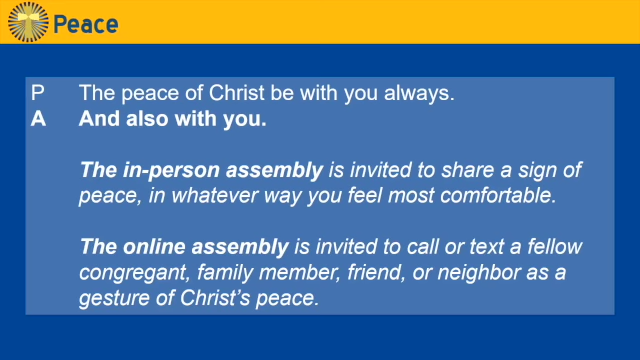 Peace
P The peace of Christ be with you always.
A And also with you.
The in-person assembly is invited to share a sign of
peace, in whatever way you feel most comfortable.
The online assembly is invited to call or text a fellow
congregant, family member, friend, or neighbor as a
gesture of Christ’s peace.